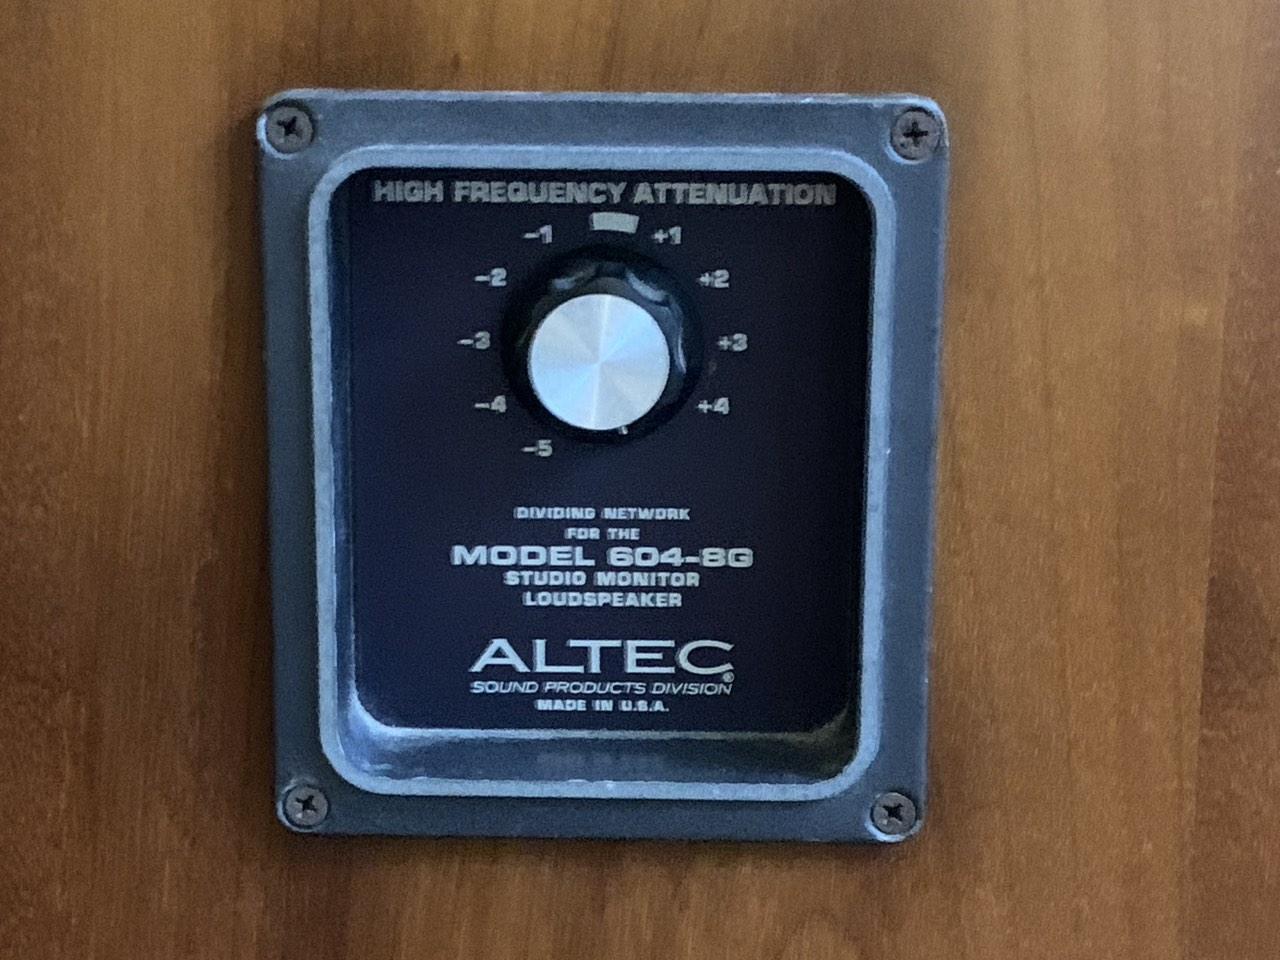 HIGH FREQUENCY ATTENUATION
-1 +1
-2 +2
-3 +3
-4 +4
-5
DIVIDING NETWORK
FOR THE
MODEL 604-8G
STUDIO MONITOR
LOUDSPEAKER
ALTEC®
SOUND PRODUCTS DIVISION
MADE IN U.S.A.